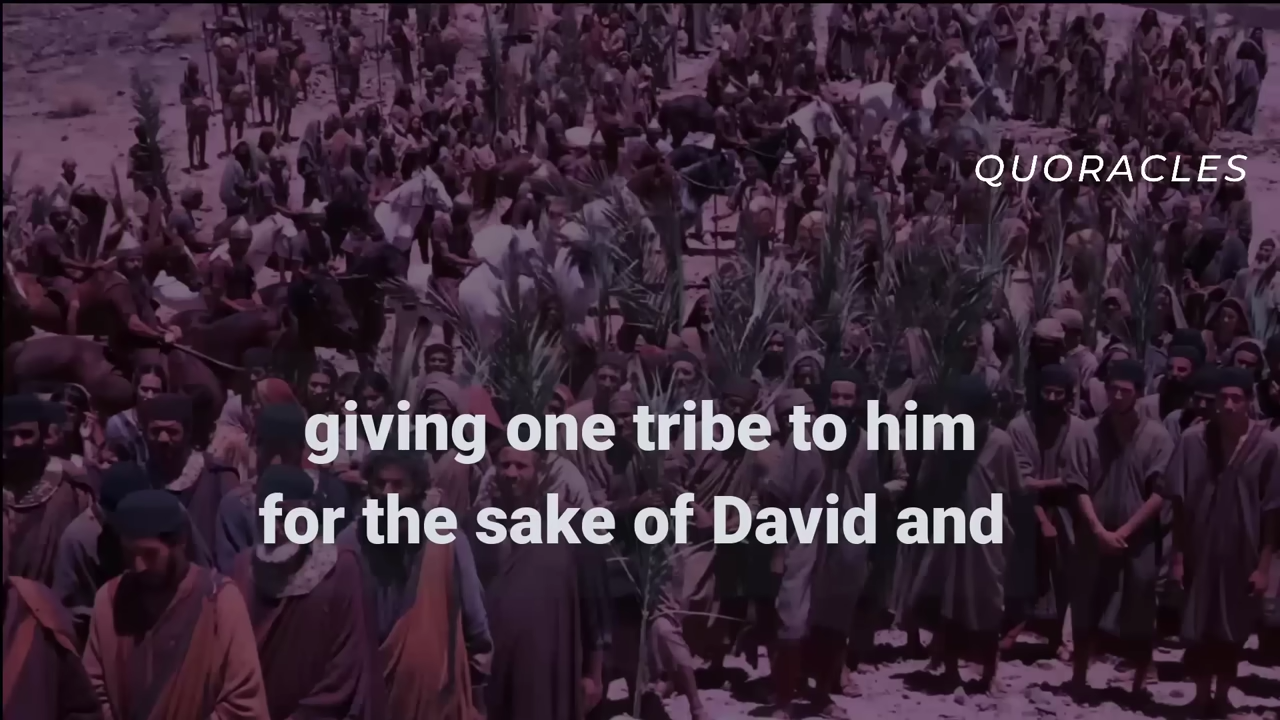 QUORACLES
giving one tribe to him
for the sake of David and